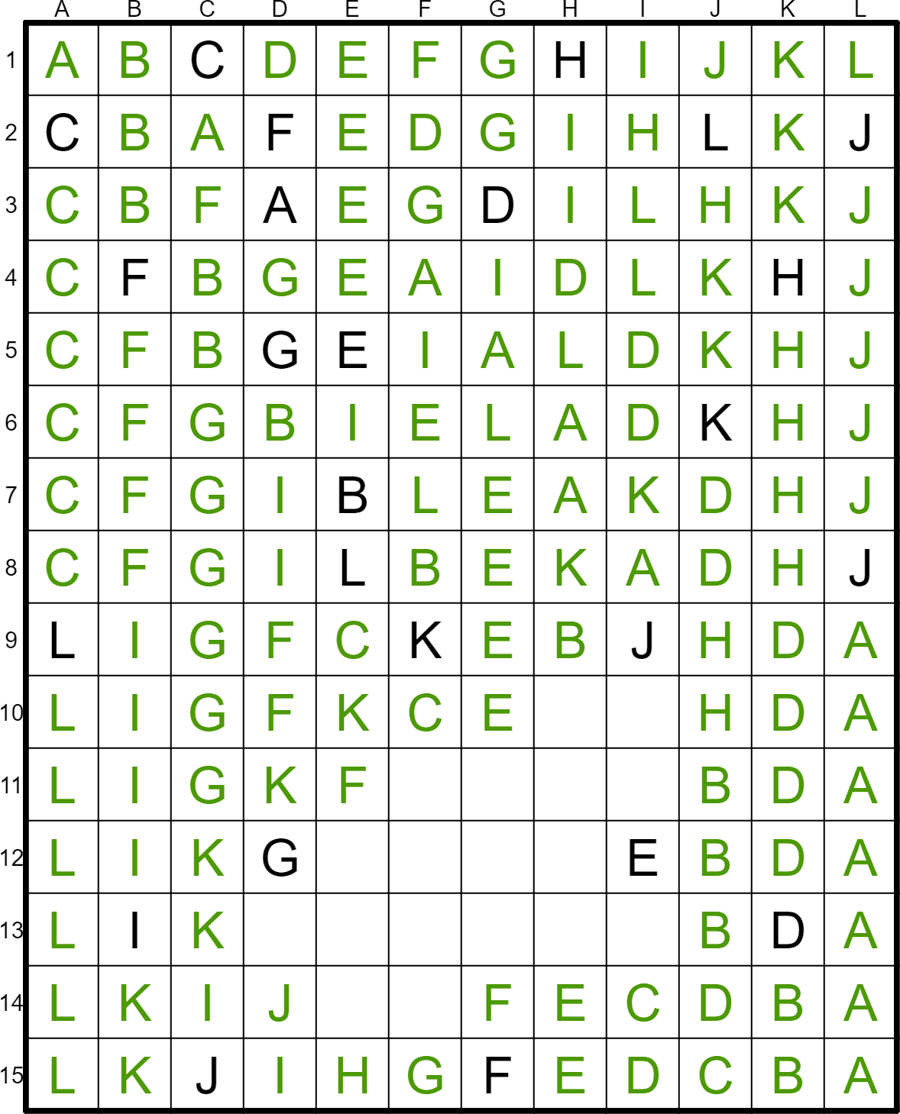 A B C D E F G H I J K L
1 A B C D E F G H I J K L
2 C B A F E D G I H L K J
3 C B F A E G D I L H K J
4 C F B G E A I D L K H J
5 C F B G E I A L D K H J
6 C F G B I E L A D K H J
7 C F G I B L E A K D H J
8 C F G I L B E K A D H J
9 L I G F C K E B J H D A
10 L I G F K C E H D A
11 L I G K F B D A
12 L I K G E B D A
13 L I K B D A
14 L K I J F E C D B A
15 L K J I H G F E D C B A